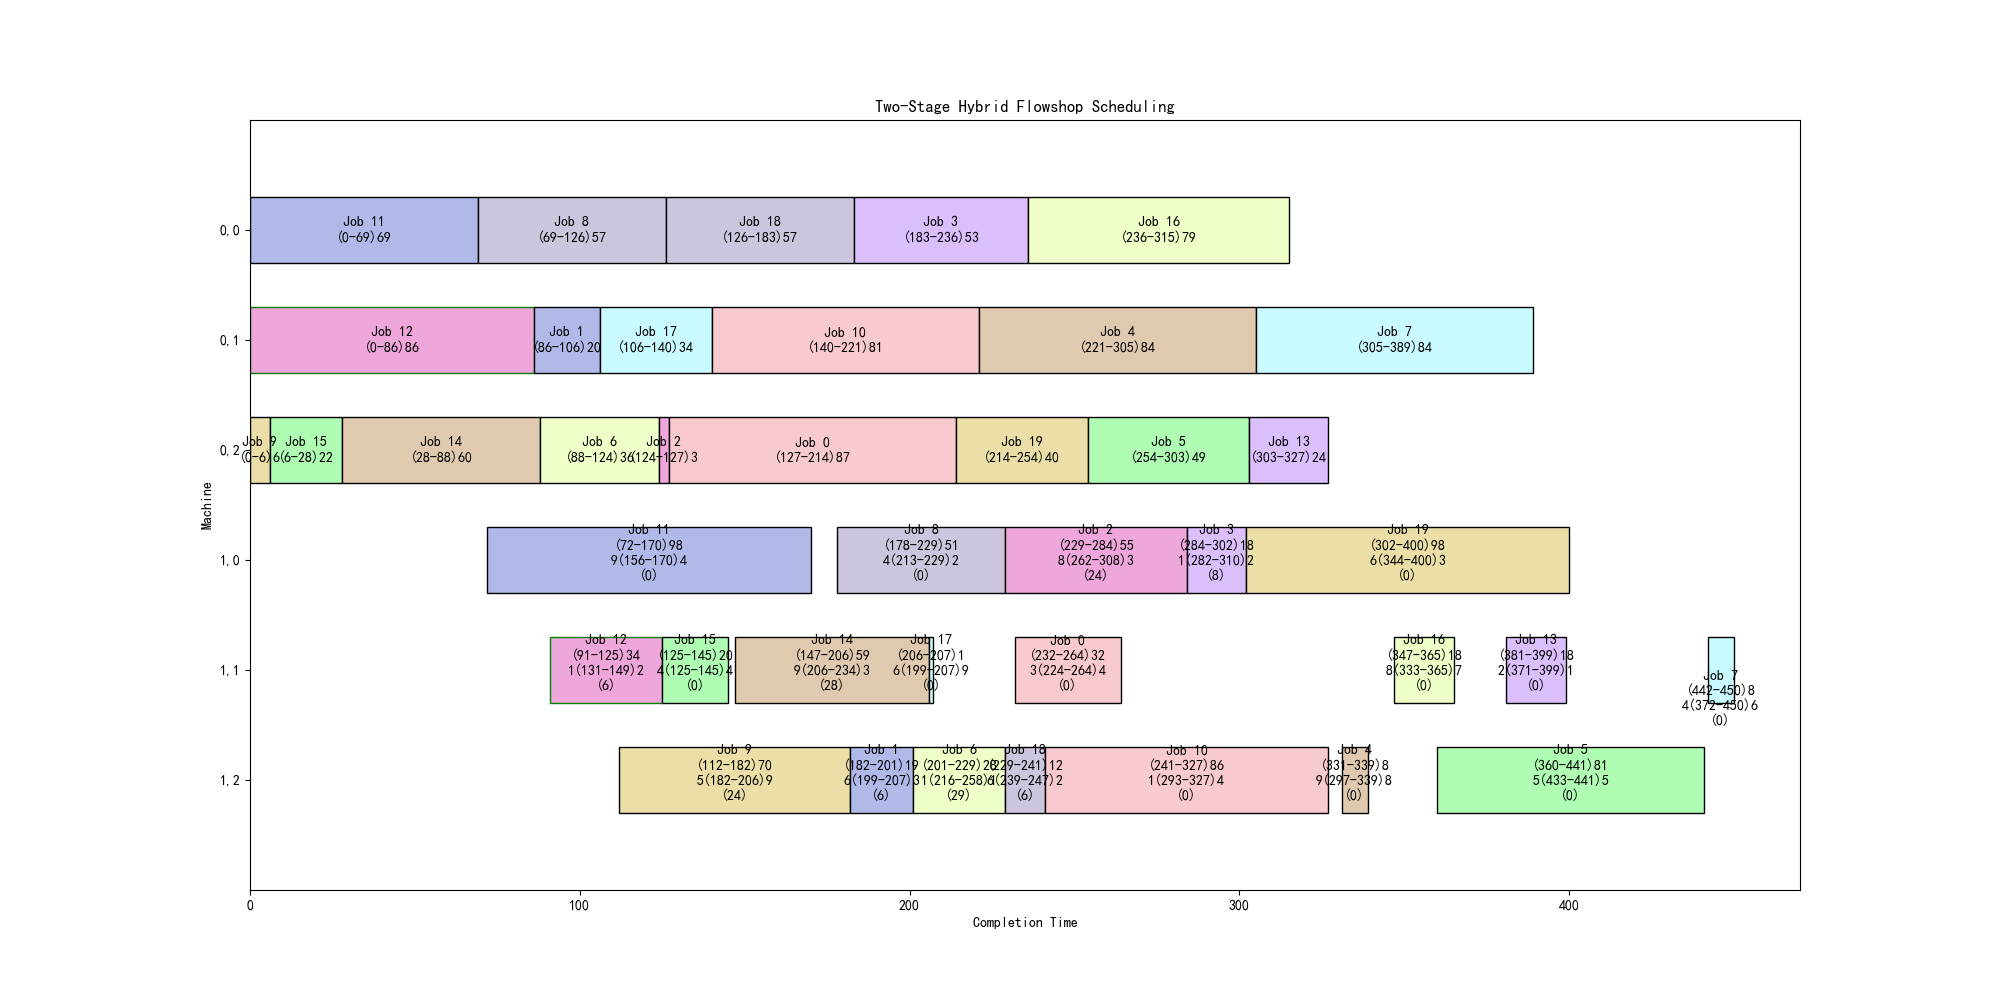 Two-Stage Hybrid Flowshop Scheduling
0,0
Job 11
(0-69)69
Job 8
(69-126)57
Job 18
(126-183)57
Job 3
(183-236)53
Job 16
(236-315)79
0,1
Job 12
(0-86)86
Job 1
(86-106)20
Job 17
(106-140)34
Job 10
(140-221)81
Job 4
(221-305)84
Job 7
(305-389)84
0,2
Job 9
(0-6)6
Job 15
(6-28)22
Job 14
(28-88)60
Job 6
(88-124)36
Job 2
(124-127)3
Job 0
(127-214)87
Job 19
(214-254)40
Job 5
(254-303)49
Job 13
(303-327)24
Machine
1,0
Job 11
(72-170)98
9(156-170)4
(0)
Job 8
(178-229)51
4(213-229)2
(0)
Job 2
(229-284)55
8(262-308)3
(24)
Job 3
(284-302)18
1(282-310)2
(8)
Job 19
(302-400)98
6(344-400)3
(0)
1,1
Job 12
(91-125)34
1(131-149)2
(6)
Job 15
(125-145)20
4(125-145)4
(0)
Job 14
(147-206)59
9(206-234)3
(28)
Job 17
(206-207)1
6(199-207)9
(0)
Job 0
(232-264)32
3(224-264)4
(0)
Job 16
(347-365)18
8(333-365)7
(0)
Job 13
(381-399)18
2(371-399)1
(0)
Job 7
(442-450)8
4(372-450)6
(0)
1,2
Job 9
(112-182)70
5(182-206)9
(24)
Job 1
(182-201)19
6(199-207)3
(6)
Job 6
(201-229)28
1(216-258)
(29)
Job 18
(229-241)12
(239-247)2
(6)
Job 10
(241-327)86
1(293-327)4
(0)
Job 4
(331-339)8
9(297-339)8
(0)
Job 5
(360-441)81
5(433-441)5
(0)
0
100
200
300
400
Completion Time